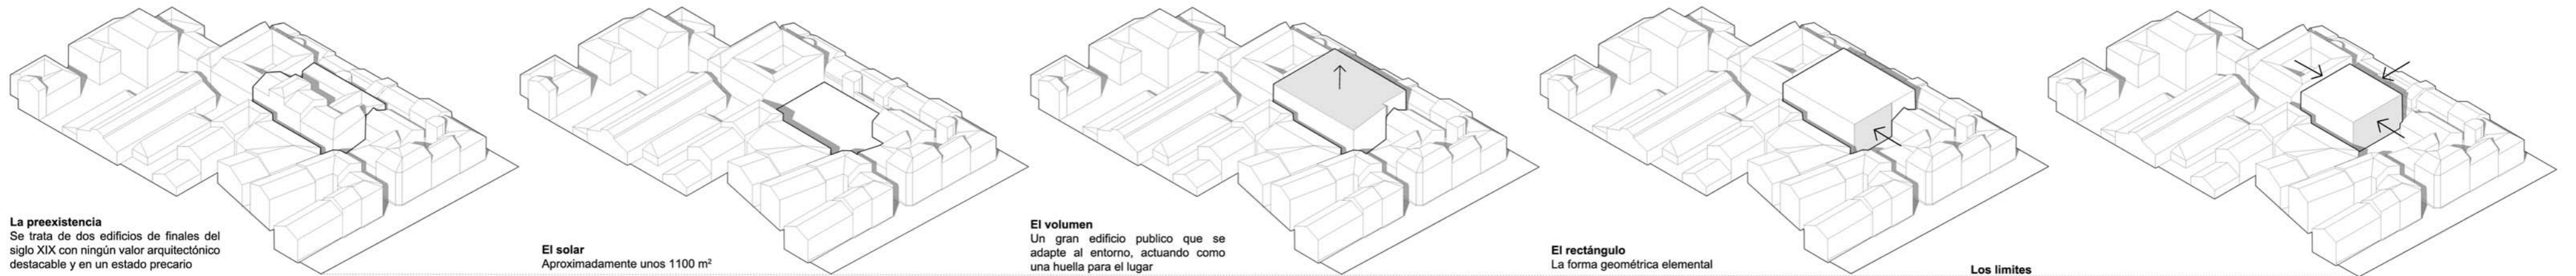 La preexistencia
Se trata de dos edificios de finales del
siglo XIX con ningún valor arquitectónico
destacable y en un estado precario
El solar
Aproximadamente unos 1100 m²
El volumen
Un gran edificio publico que se
adapte al entorno, actuando como
una huella para el lugar
El rectángulo
La forma geométrica elemental
Los limites